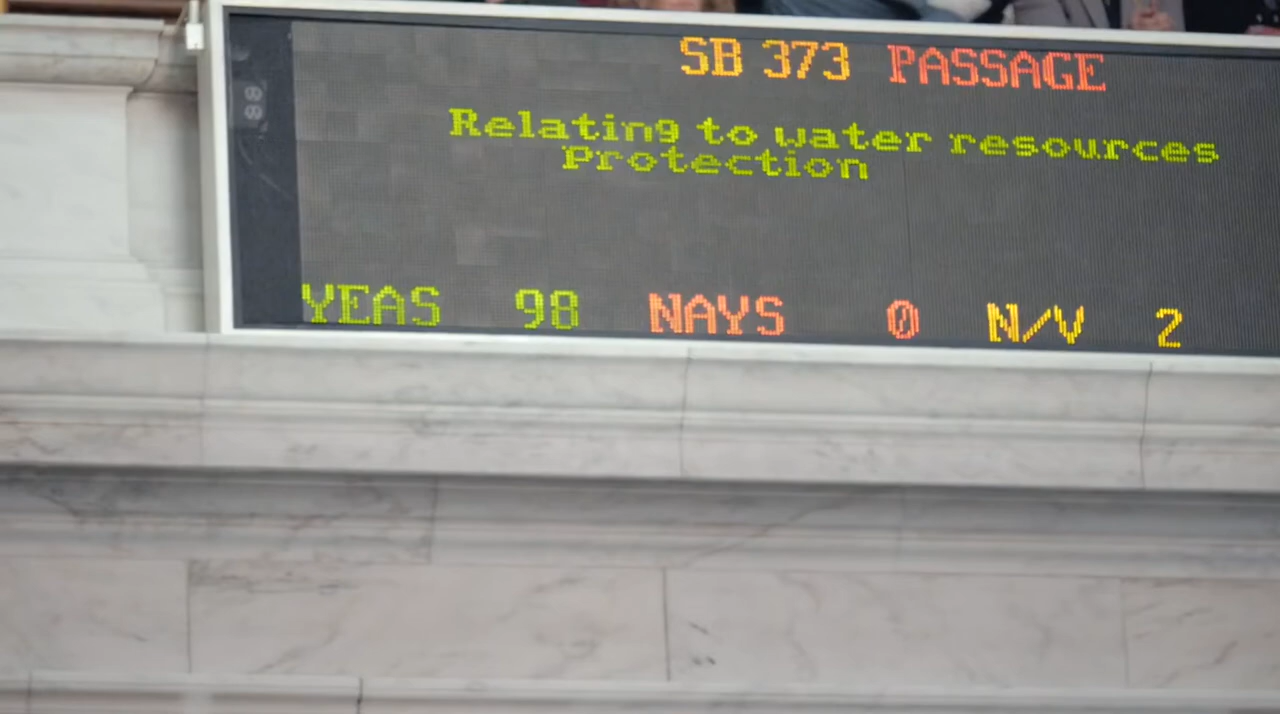 SB 373 PASSAGE
Relating to water resources
Protection
YEAS 98 NAYS 0 N/V 2